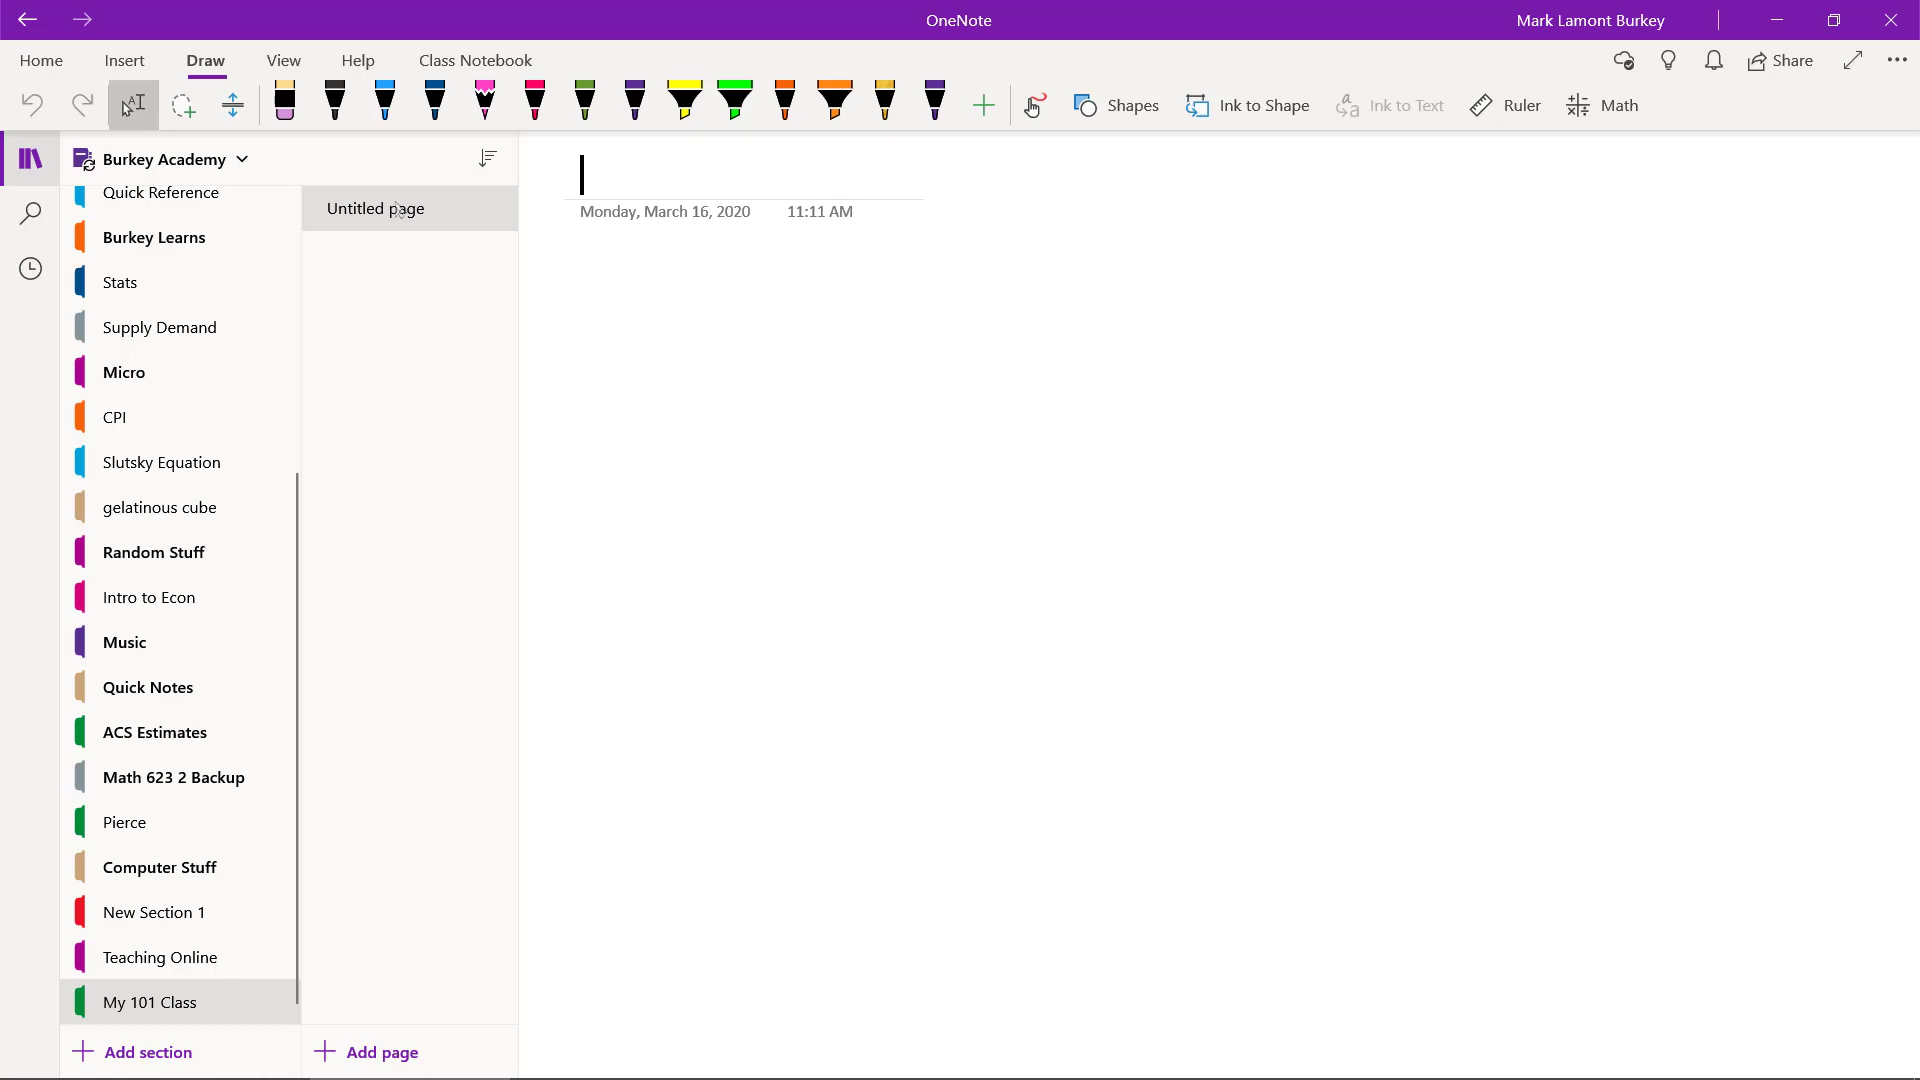 OneNote
Mark Lamont Burkey
Home Insert Draw View Help Class Notebook
Share
Shapes Ink to Shape Ink to Text Ruler Math
Burkey Academy
Quick Reference
Untitled page
Monday, March 16, 2020 11:11 AM
Burkey Learns
Stats
Supply Demand
Micro
CPI
Slutsky Equation
gelatinous cube
Random Stuff
Intro to Econ
Music
Quick Notes
ACS Estimates
Math 623 2 Backup
Pierce
Computer Stuff
New Section 1
Teaching Online
My 101 Class
Add section
Add page